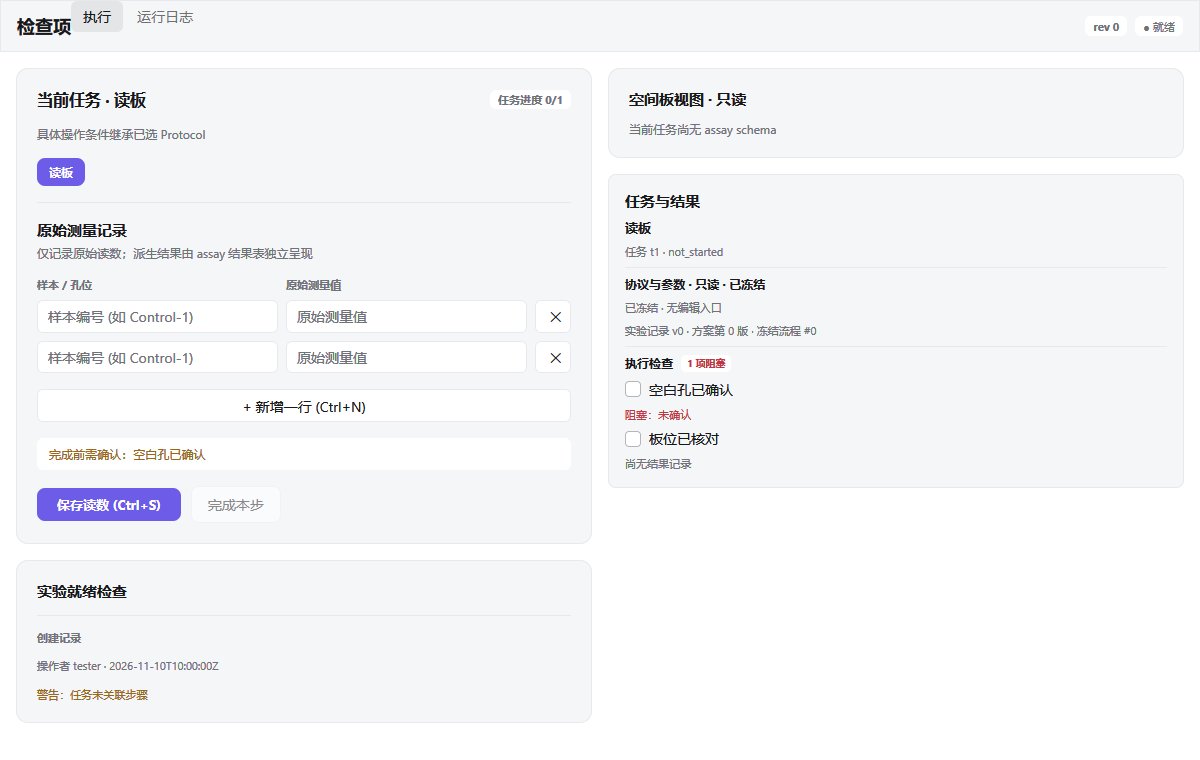 检查项
执行
运行日志
rev 0
● 就绪
当前任务 · 读板
任务进度 0/1
具体操作条件继承已选 Protocol
读板
原始测量记录
仅记录原始读数；派生结果由 assay 结果表独立呈现
样本 / 孔位
原始测量值
样本编号 (如 Control-1)
原始测量值
×
样本编号 (如 Control-1)
原始测量值
×
+ 新增一行 (Ctrl+N)
完成前需确认：空白孔已确认
保存读数 (Ctrl+S)
完成本步
实验就绪检查
创建记录
操作者 tester · 2026-11-10T10:00:00Z
警告：任务未关联步骤
空间板视图 · 只读
当前任务尚无 assay schema
任务与结果
读板
任务 t1 · not_started
协议与参数 · 只读 · 已冻结
已冻结 · 无编辑入口
实验记录 v0 · 方案第 0 版 · 冻结流程 #0
执行检查
1 项阻塞
空白孔已确认
阻塞：未确认
板位已核对
尚无结果记录